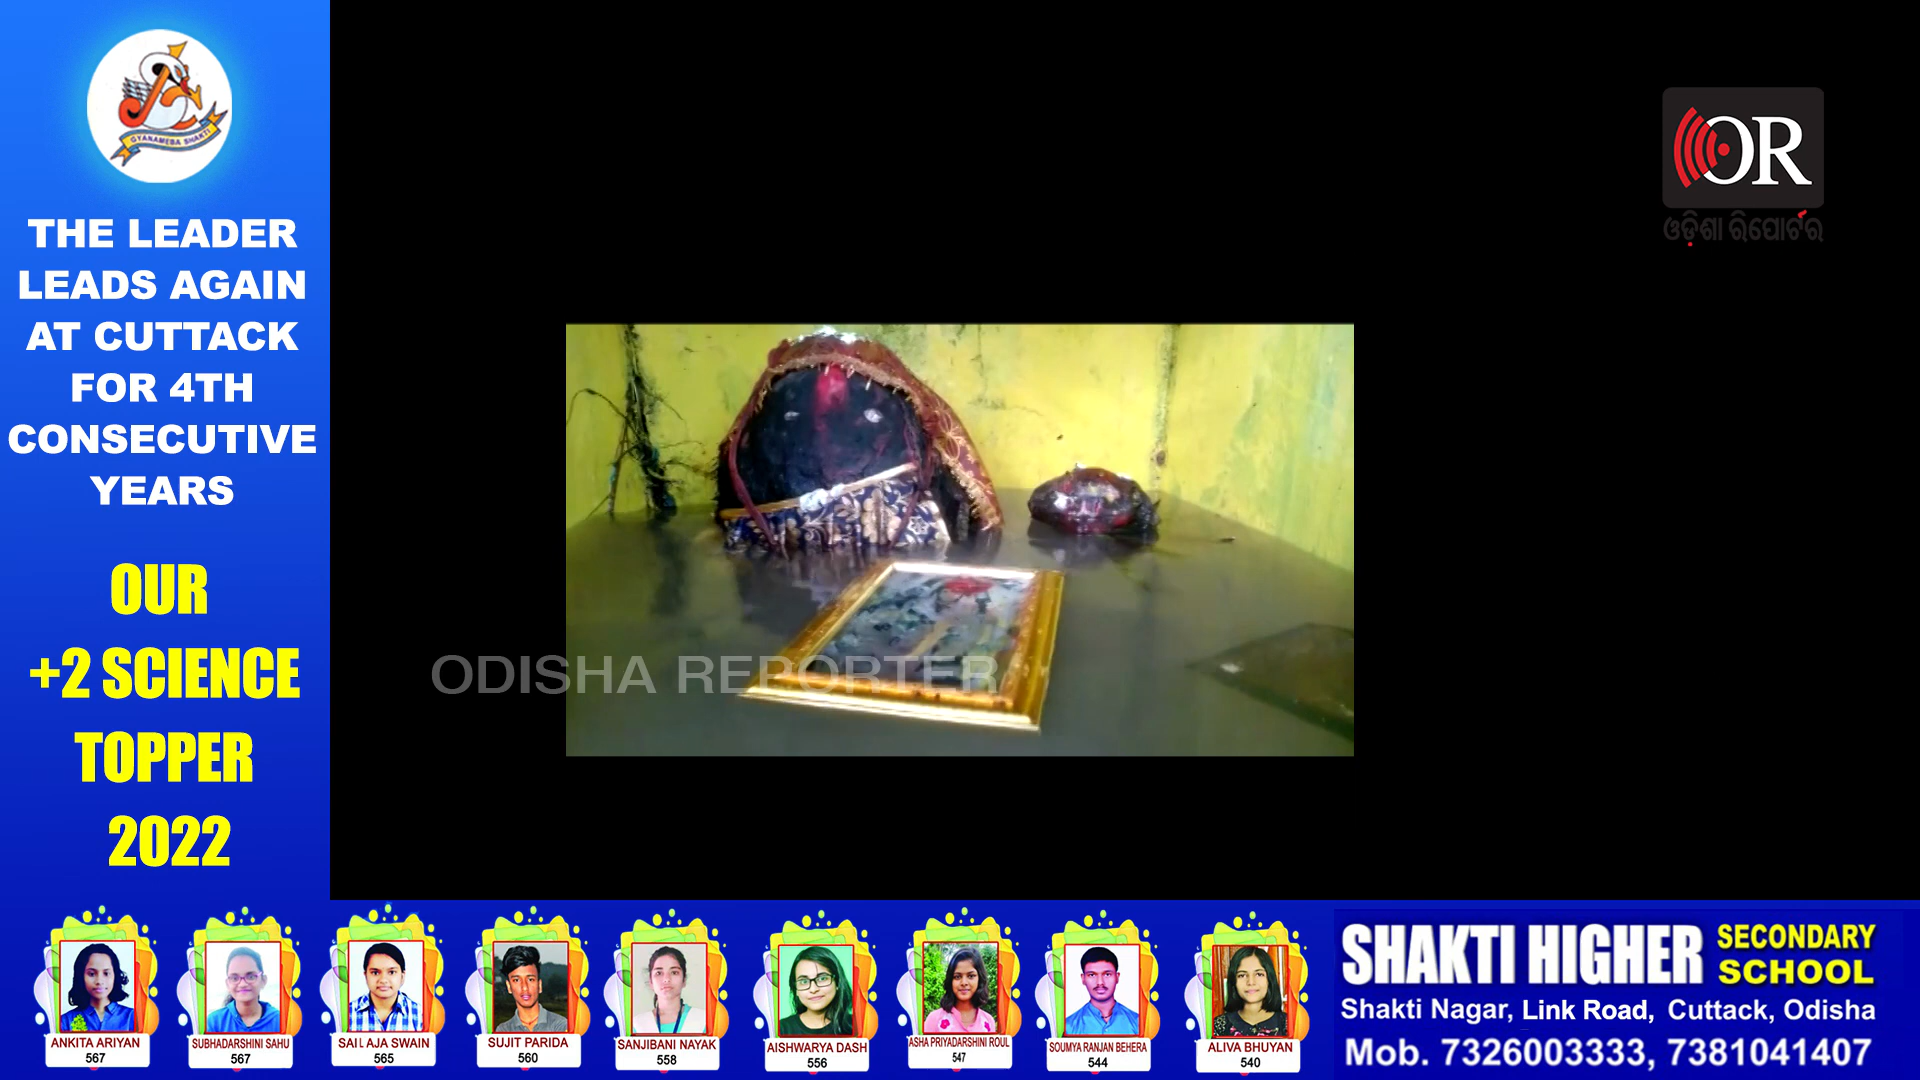 GYANAMEBA SHAKTI
THE LEADER
LEADS AGAIN
AT CUTTACK
FOR 4TH
CONSECUTIVE
YEARS
OUR
+2 SCIENCE
TOPPER
2022
OR
ଓଡ଼ିଶା ରିପୋର୍ଟର
ODISHA REPORTER
ANKITA ARIYAN
567
SUBHADARSHINI SAHU
567
SAILAJA SWAIN
565
SUJIT PARIDA
560
SANJIBANI NAYAK
558
AISHWARYA DASH
556
ASHA PRIYADARSHINI ROUL
547
SOUMYA RANJAN BEHERA
544
ALIVA BHUYAN
540
SHAKTI HIGHER SECONDARY SCHOOL
Shakti Nagar, Link Road, Cuttack, Odisha
Mob. 7326003333, 7381041407